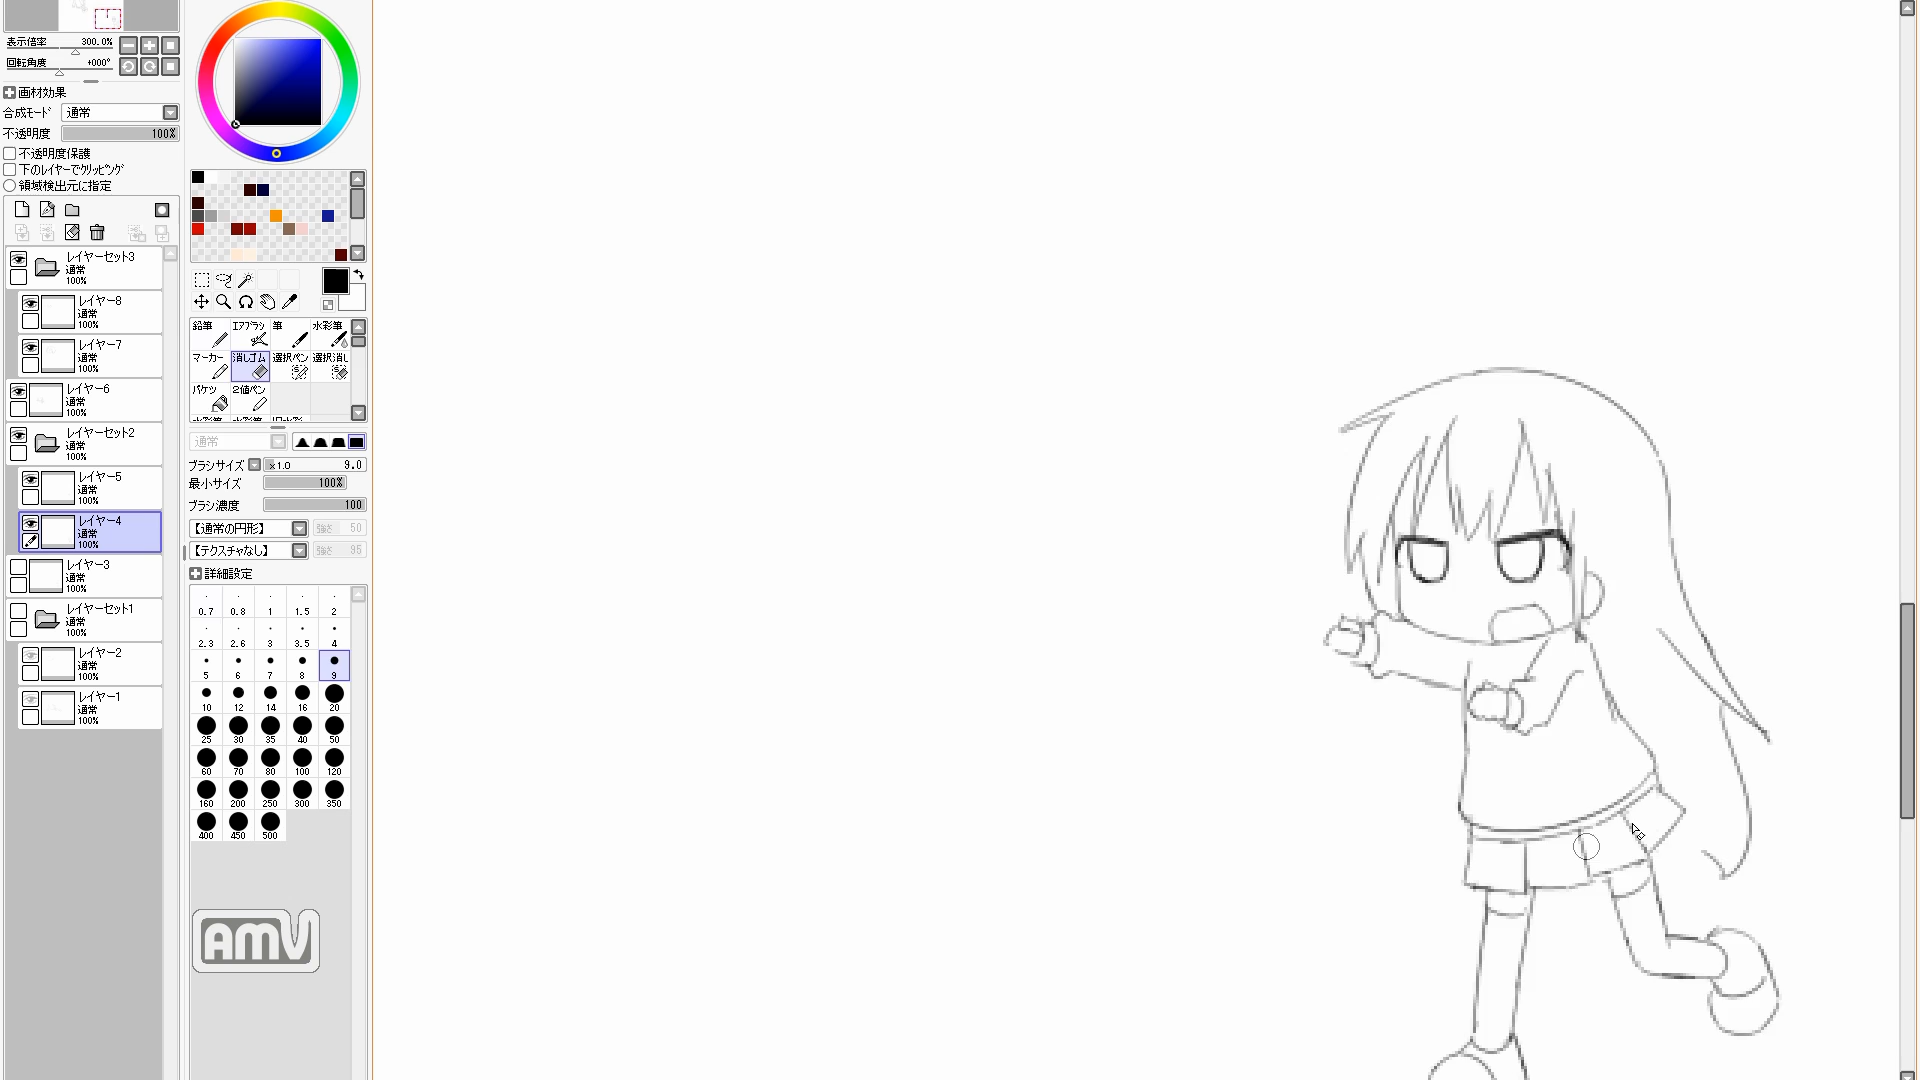 表示倍率 300.0%
回転角度 +000°
画材効果
合成モード 通常
不透明度 100%
不透明度保護
下のレイヤーでクリッピング
領域検出元に指定
レイヤーセット3
通常
100%
レイヤー8
通常
100%
レイヤー7
通常
100%
レイヤー6
通常
100%
レイヤーセット2
通常
100%
レイヤー5
通常
100%
レイヤー4
通常
100%
レイヤー3
通常
100%
レイヤーセット1
通常
100%
レイヤー2
通常
100%
レイヤー1
通常
100%
鉛筆 エアブラシ 筆 水彩筆
マーカー 消しゴム 選択ペン 選択消し
バケツ 2値ペン
通常
ブラシサイズ x1.0 9.0
最小サイズ 100%
ブラシ濃度 100
【通常の円形】 強さ 50
【テクスチャなし】 強さ 95
詳細設定
0.7 0.8 1 1.5 2
2.3 2.6 3 3.5 4
5 6 7 8 9
10 12 14 16 20
25 30 35 40 50
60 70 80 100 120
160 200 250 300 350
400 450 500
AMV